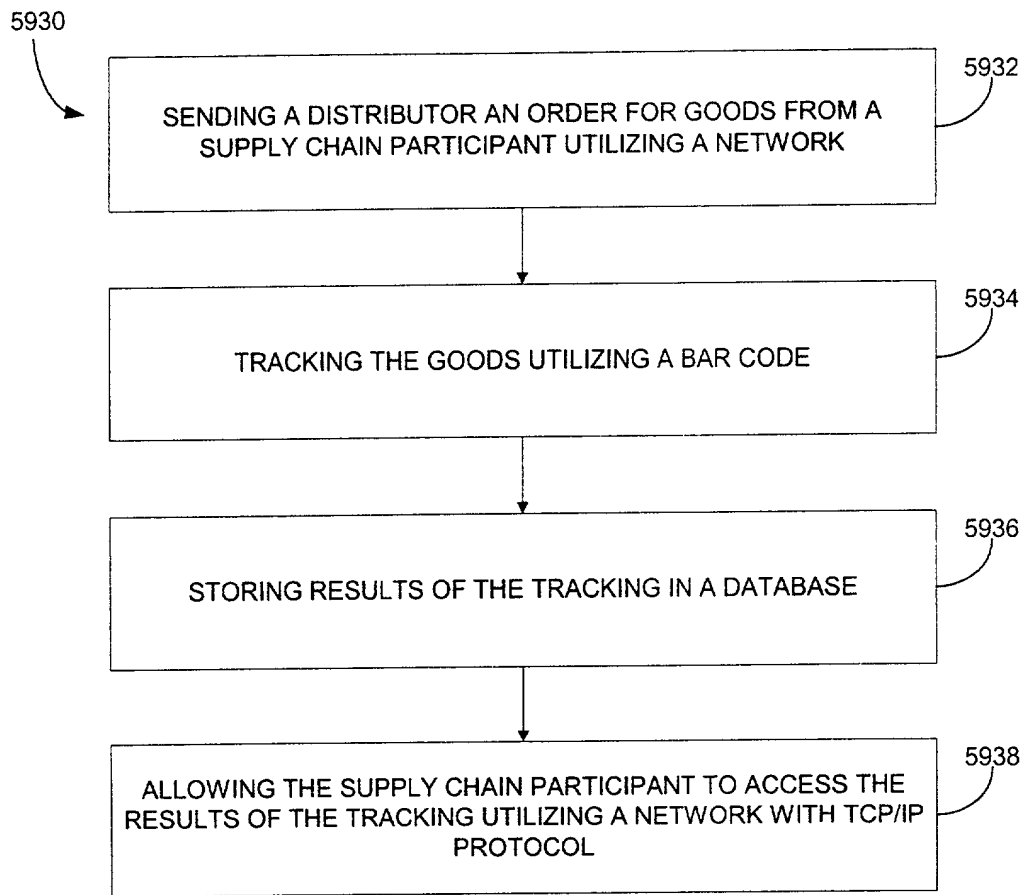 5930
5932
SENDING A DISTRIBUTOR AN ORDER FOR GOODS FROM A
SUPPLY CHAIN PARTICIPANT UTILIZING A NETWORK
5934
TRACKING THE GOODS UTILIZING A BAR CODE
5936
STORING RESULTS OF THE TRACKING IN A DATABASE
5938
ALLOWING THE SUPPLY CHAIN PARTICIPANT TO ACCESS THE
RESULTS OF THE TRACKING UTILIZING A NETWORK WITH TCP/IP
PROTOCOL